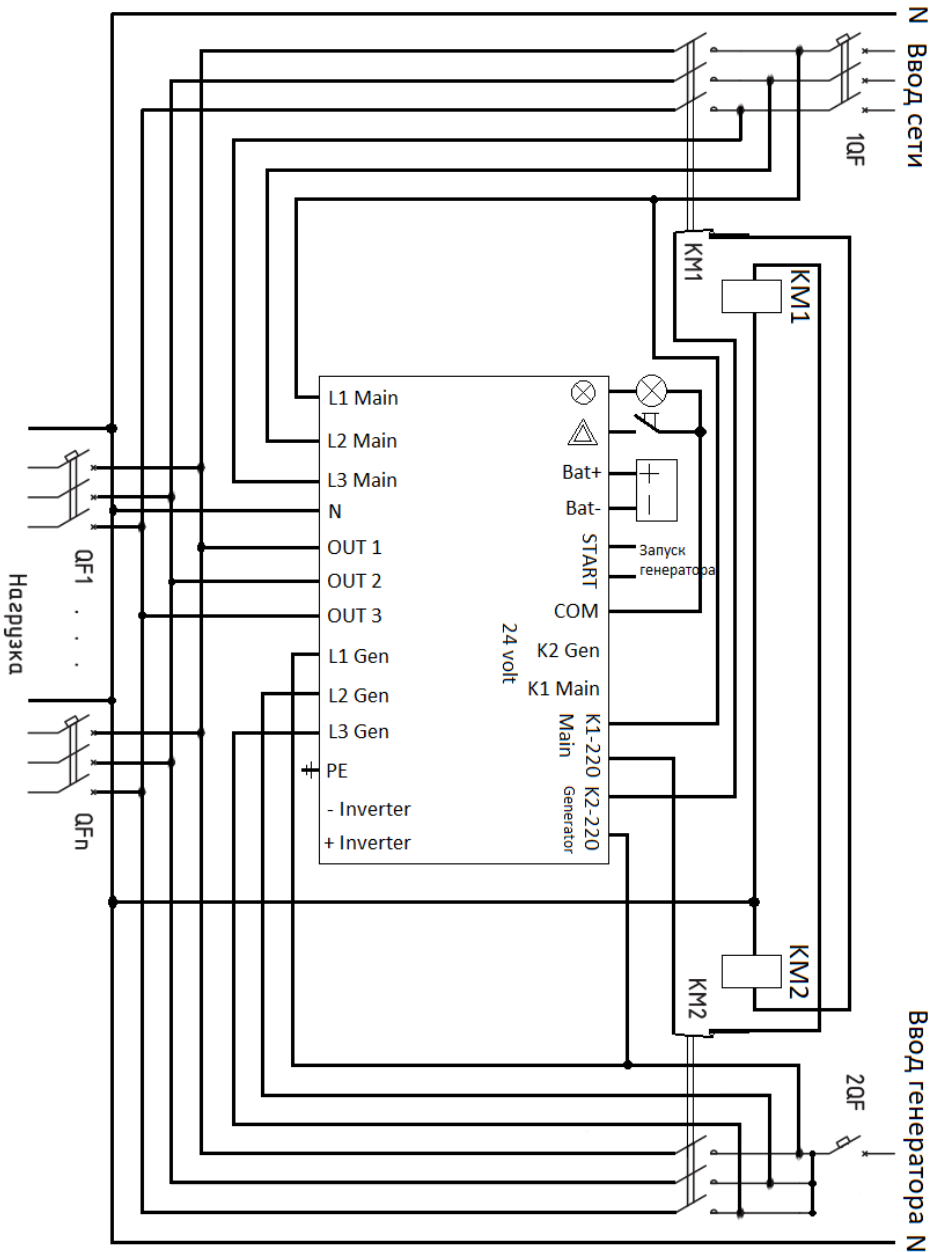 N
Ввод сети
1QF
KM1
KM1
L1 Main
L2 Main
L3 Main
N
OUT 1
OUT 2
OUT 3
L1 Gen
L2 Gen
L3 Gen
PE
- Inverter
+ Inverter
Bat+
Bat-
START
Запуск
генератора
COM
24 volt
K2 Gen
K1 Main
K1-220
Main
K2-220
Generator
+
−
QF1
. . .
Нагрузка
QFn
KM2
KM2
2QF
Ввод генератора
N